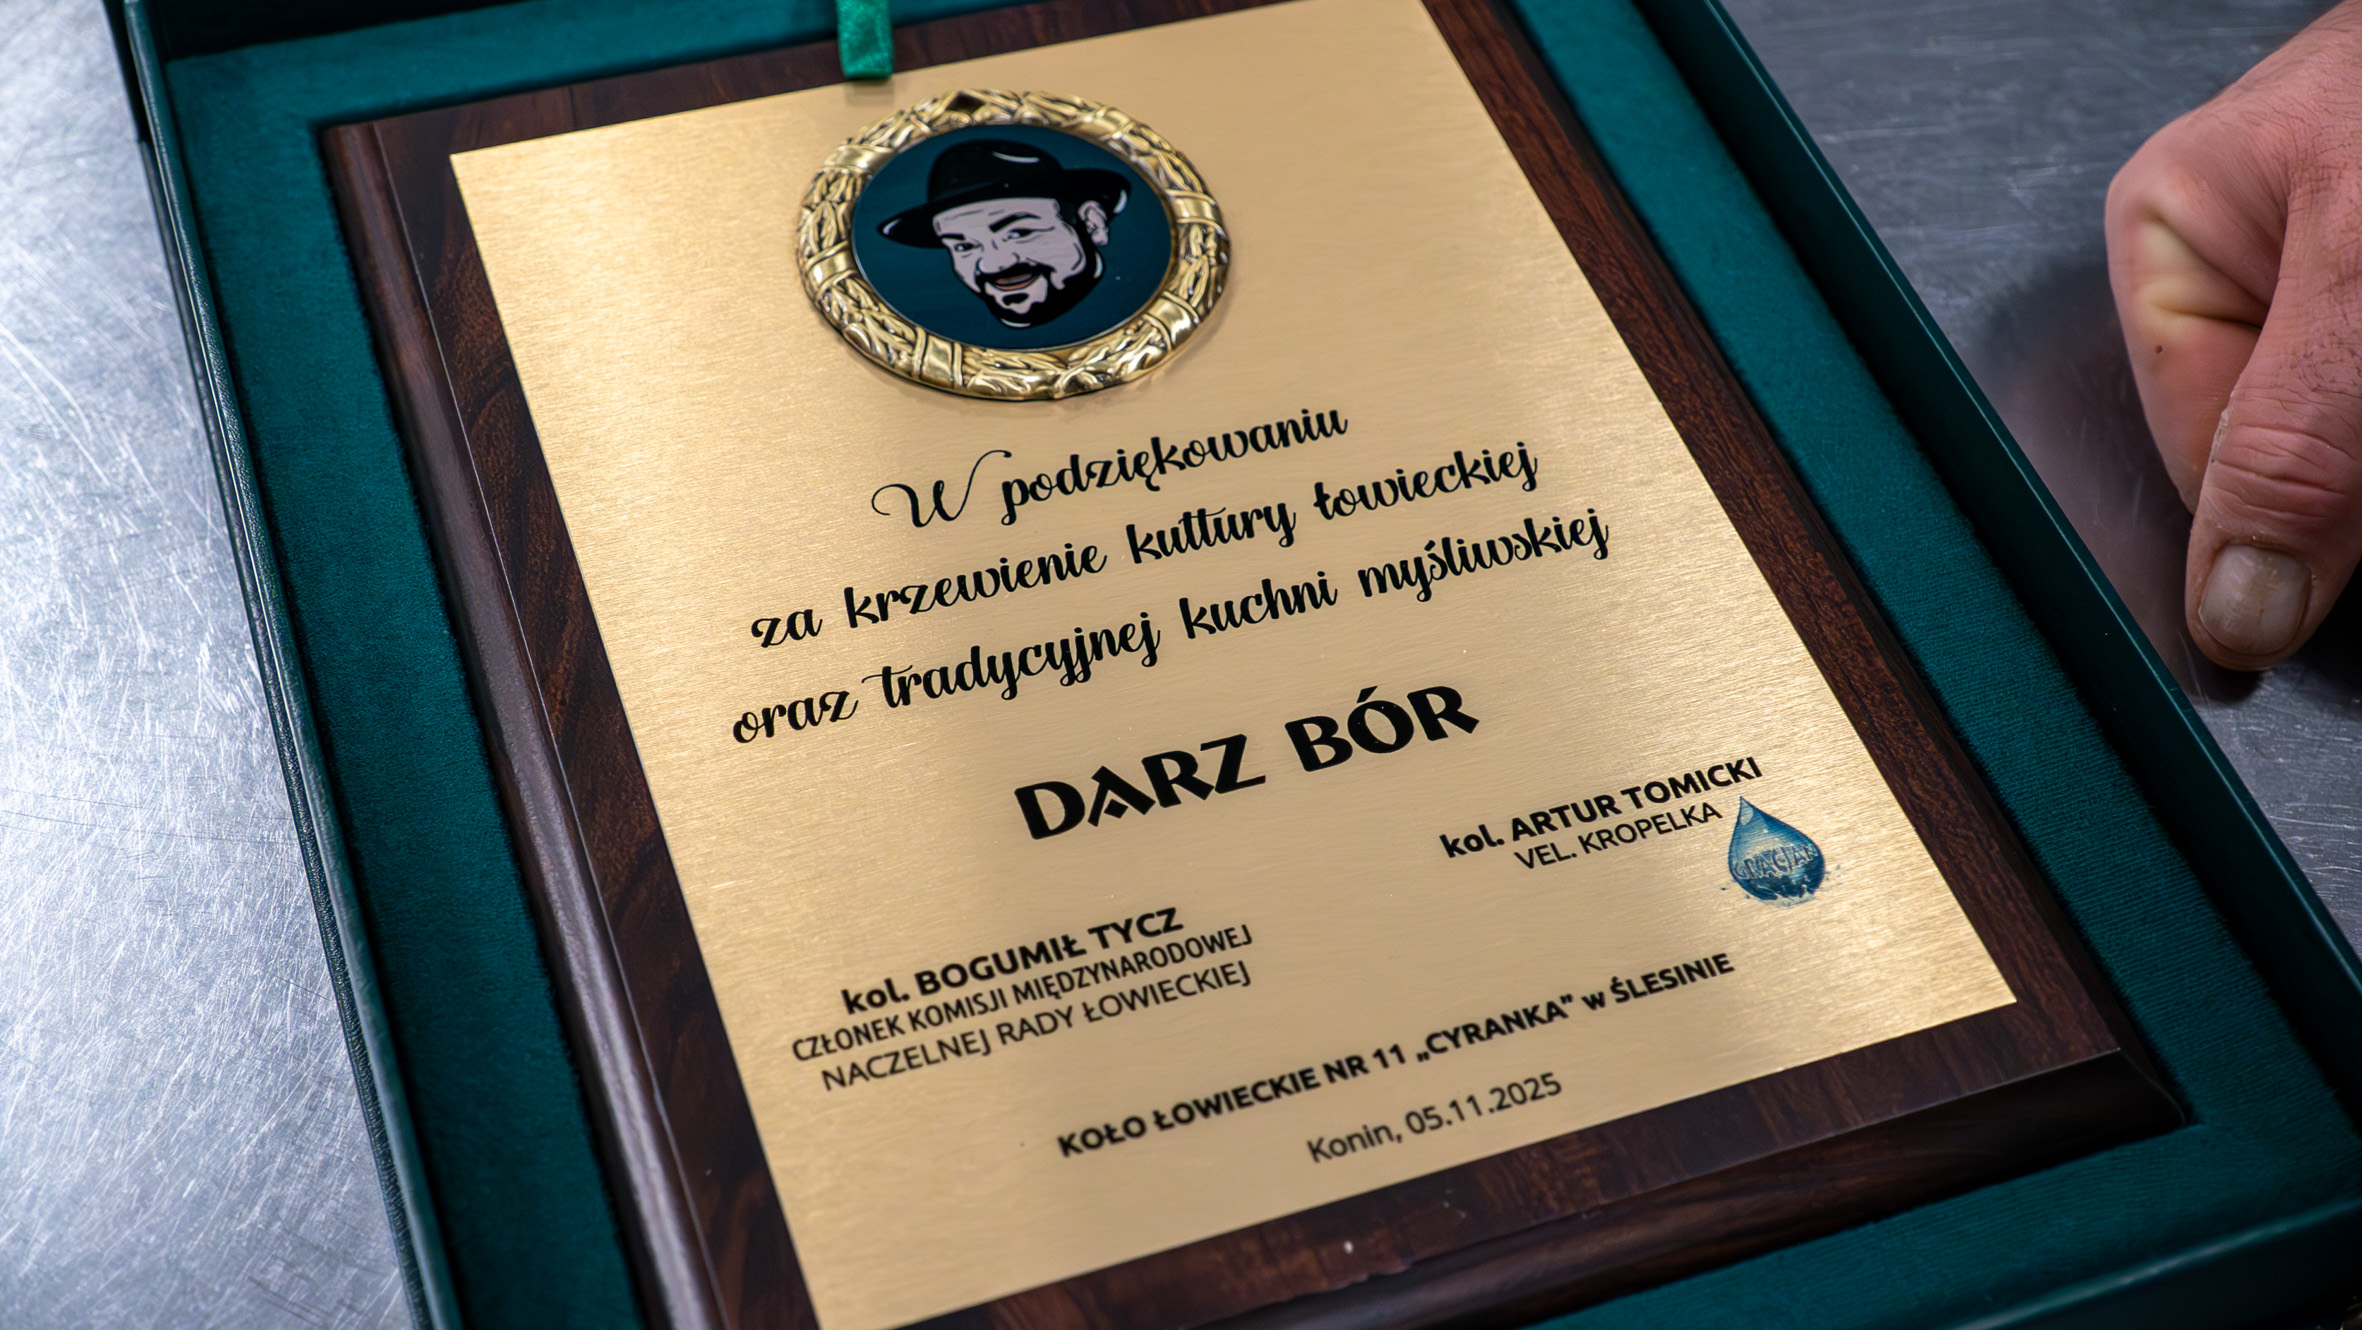 W podziękowaniu
za krzewienie kultury łowieckiej
oraz tradycyjnej kuchni myśliwskiej
DARZ BÓR
kol. ARTUR TOMICKI
VEL. KROPELKA
kol. BOGUMIŁ TYCZ
CZŁONEK KOMISJI MIĘDZYNARODOWEJ
NACZELNEJ RADY ŁOWIECKIEJ
KOŁO ŁOWIECKIE NR 11 „CYRANKA” w ŚLESINIE
Konin, 05.11.2025